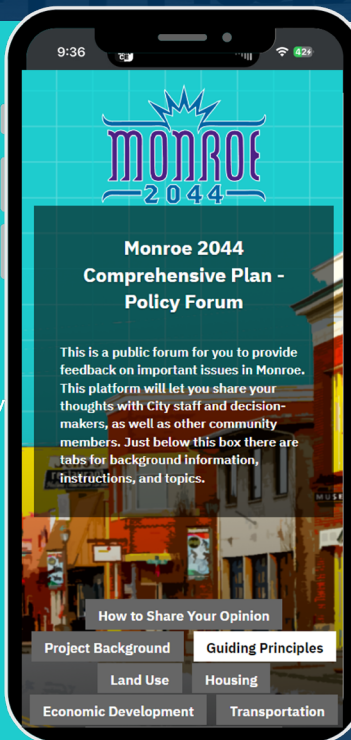 9:36
42
MONROE
2044
Monroe 2044
Comprehensive Plan -
Policy Forum
This is a public forum for you to provide
feedback on important issues in Monroe.
This platform will let you share your
thoughts with City staff and decision-
makers, as well as other community
members. Just below this box there are
tabs for background information,
instructions, and topics.
MUSE
How to Share Your Opinion
Project Background Guiding Principles
Land Use Housing
Economic Development Transportation